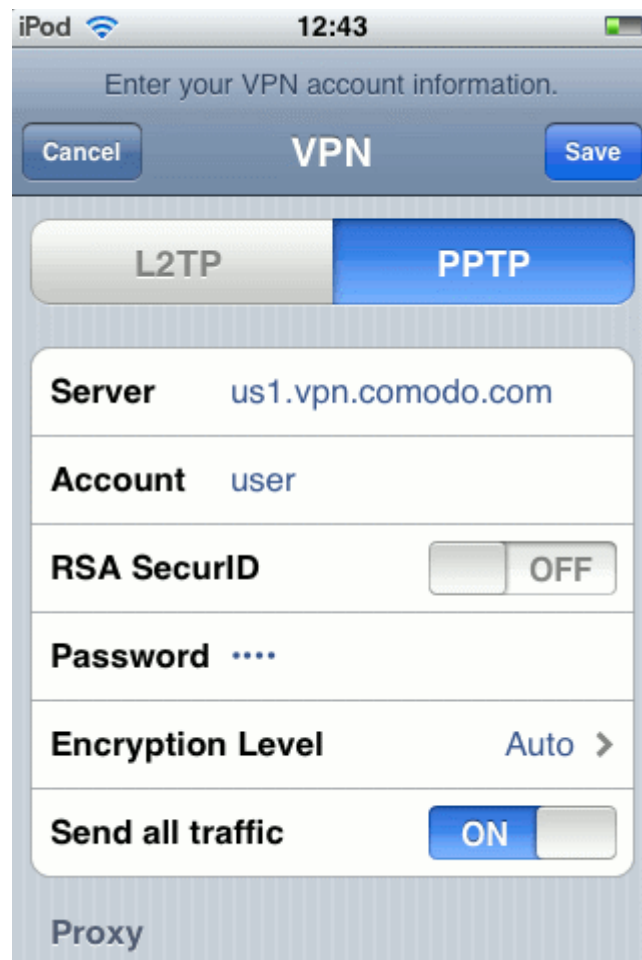 iPod 12:43
Enter your VPN account information.
Cancel VPN Save
L2TP PPTP
Server us1.vpn.comodo.com
Account user
RSA SecurID OFF
Password ••••
Encryption Level Auto
Send all traffic ON
Proxy